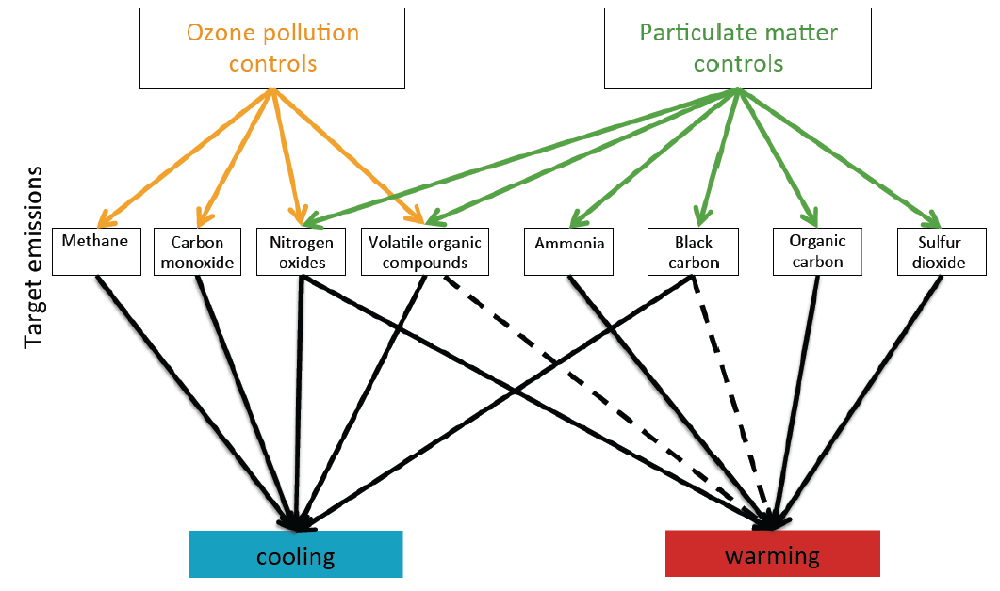 Ozone pollution
controls
Particulate matter
controls
Target emissions
Methane
Carbon
monoxide
Nitrogen
oxides
Volatile organic
compounds
Ammonia
Black
carbon
Organic
carbon
Sulfur
dioxide
cooling
warming